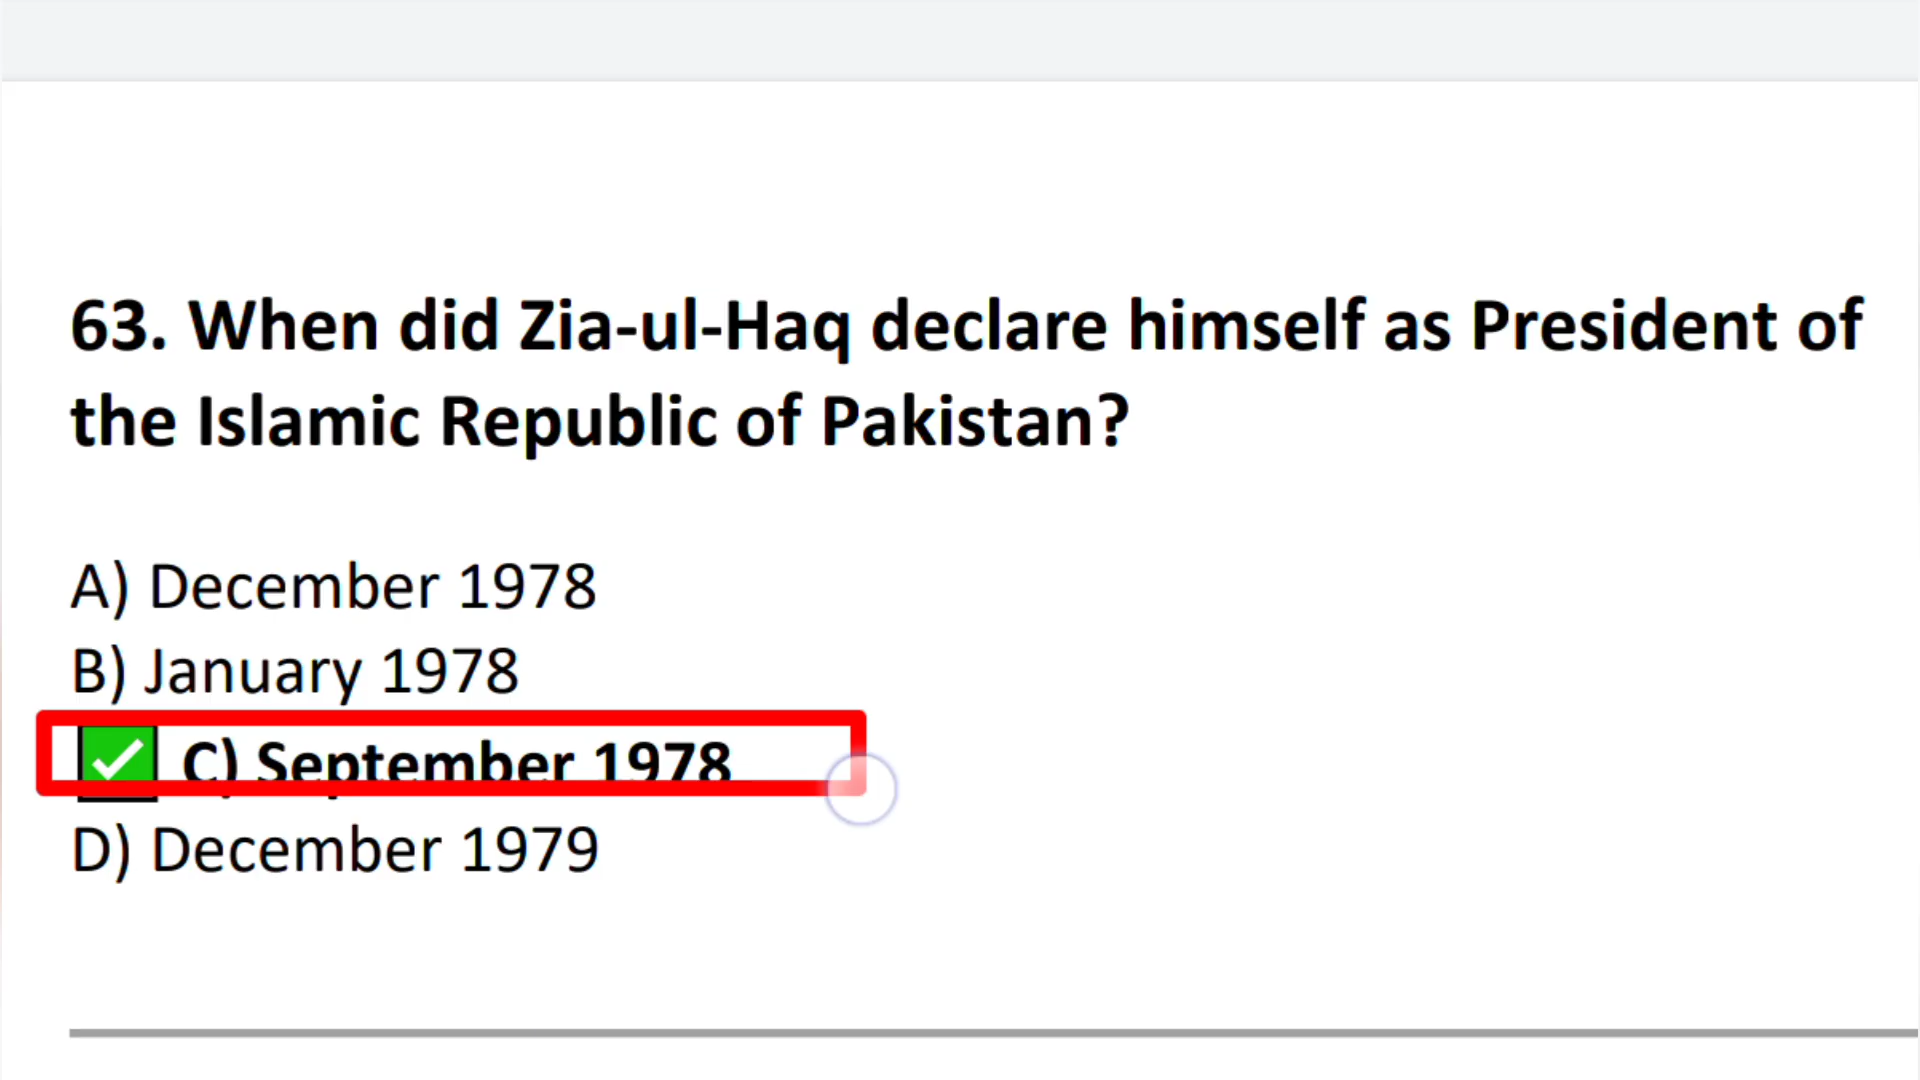 63. When did Zia-ul-Haq declare himself as President of
the Islamic Republic of Pakistan?
A) December 1978
B) January 1978
C) September 1978
D) December 1979